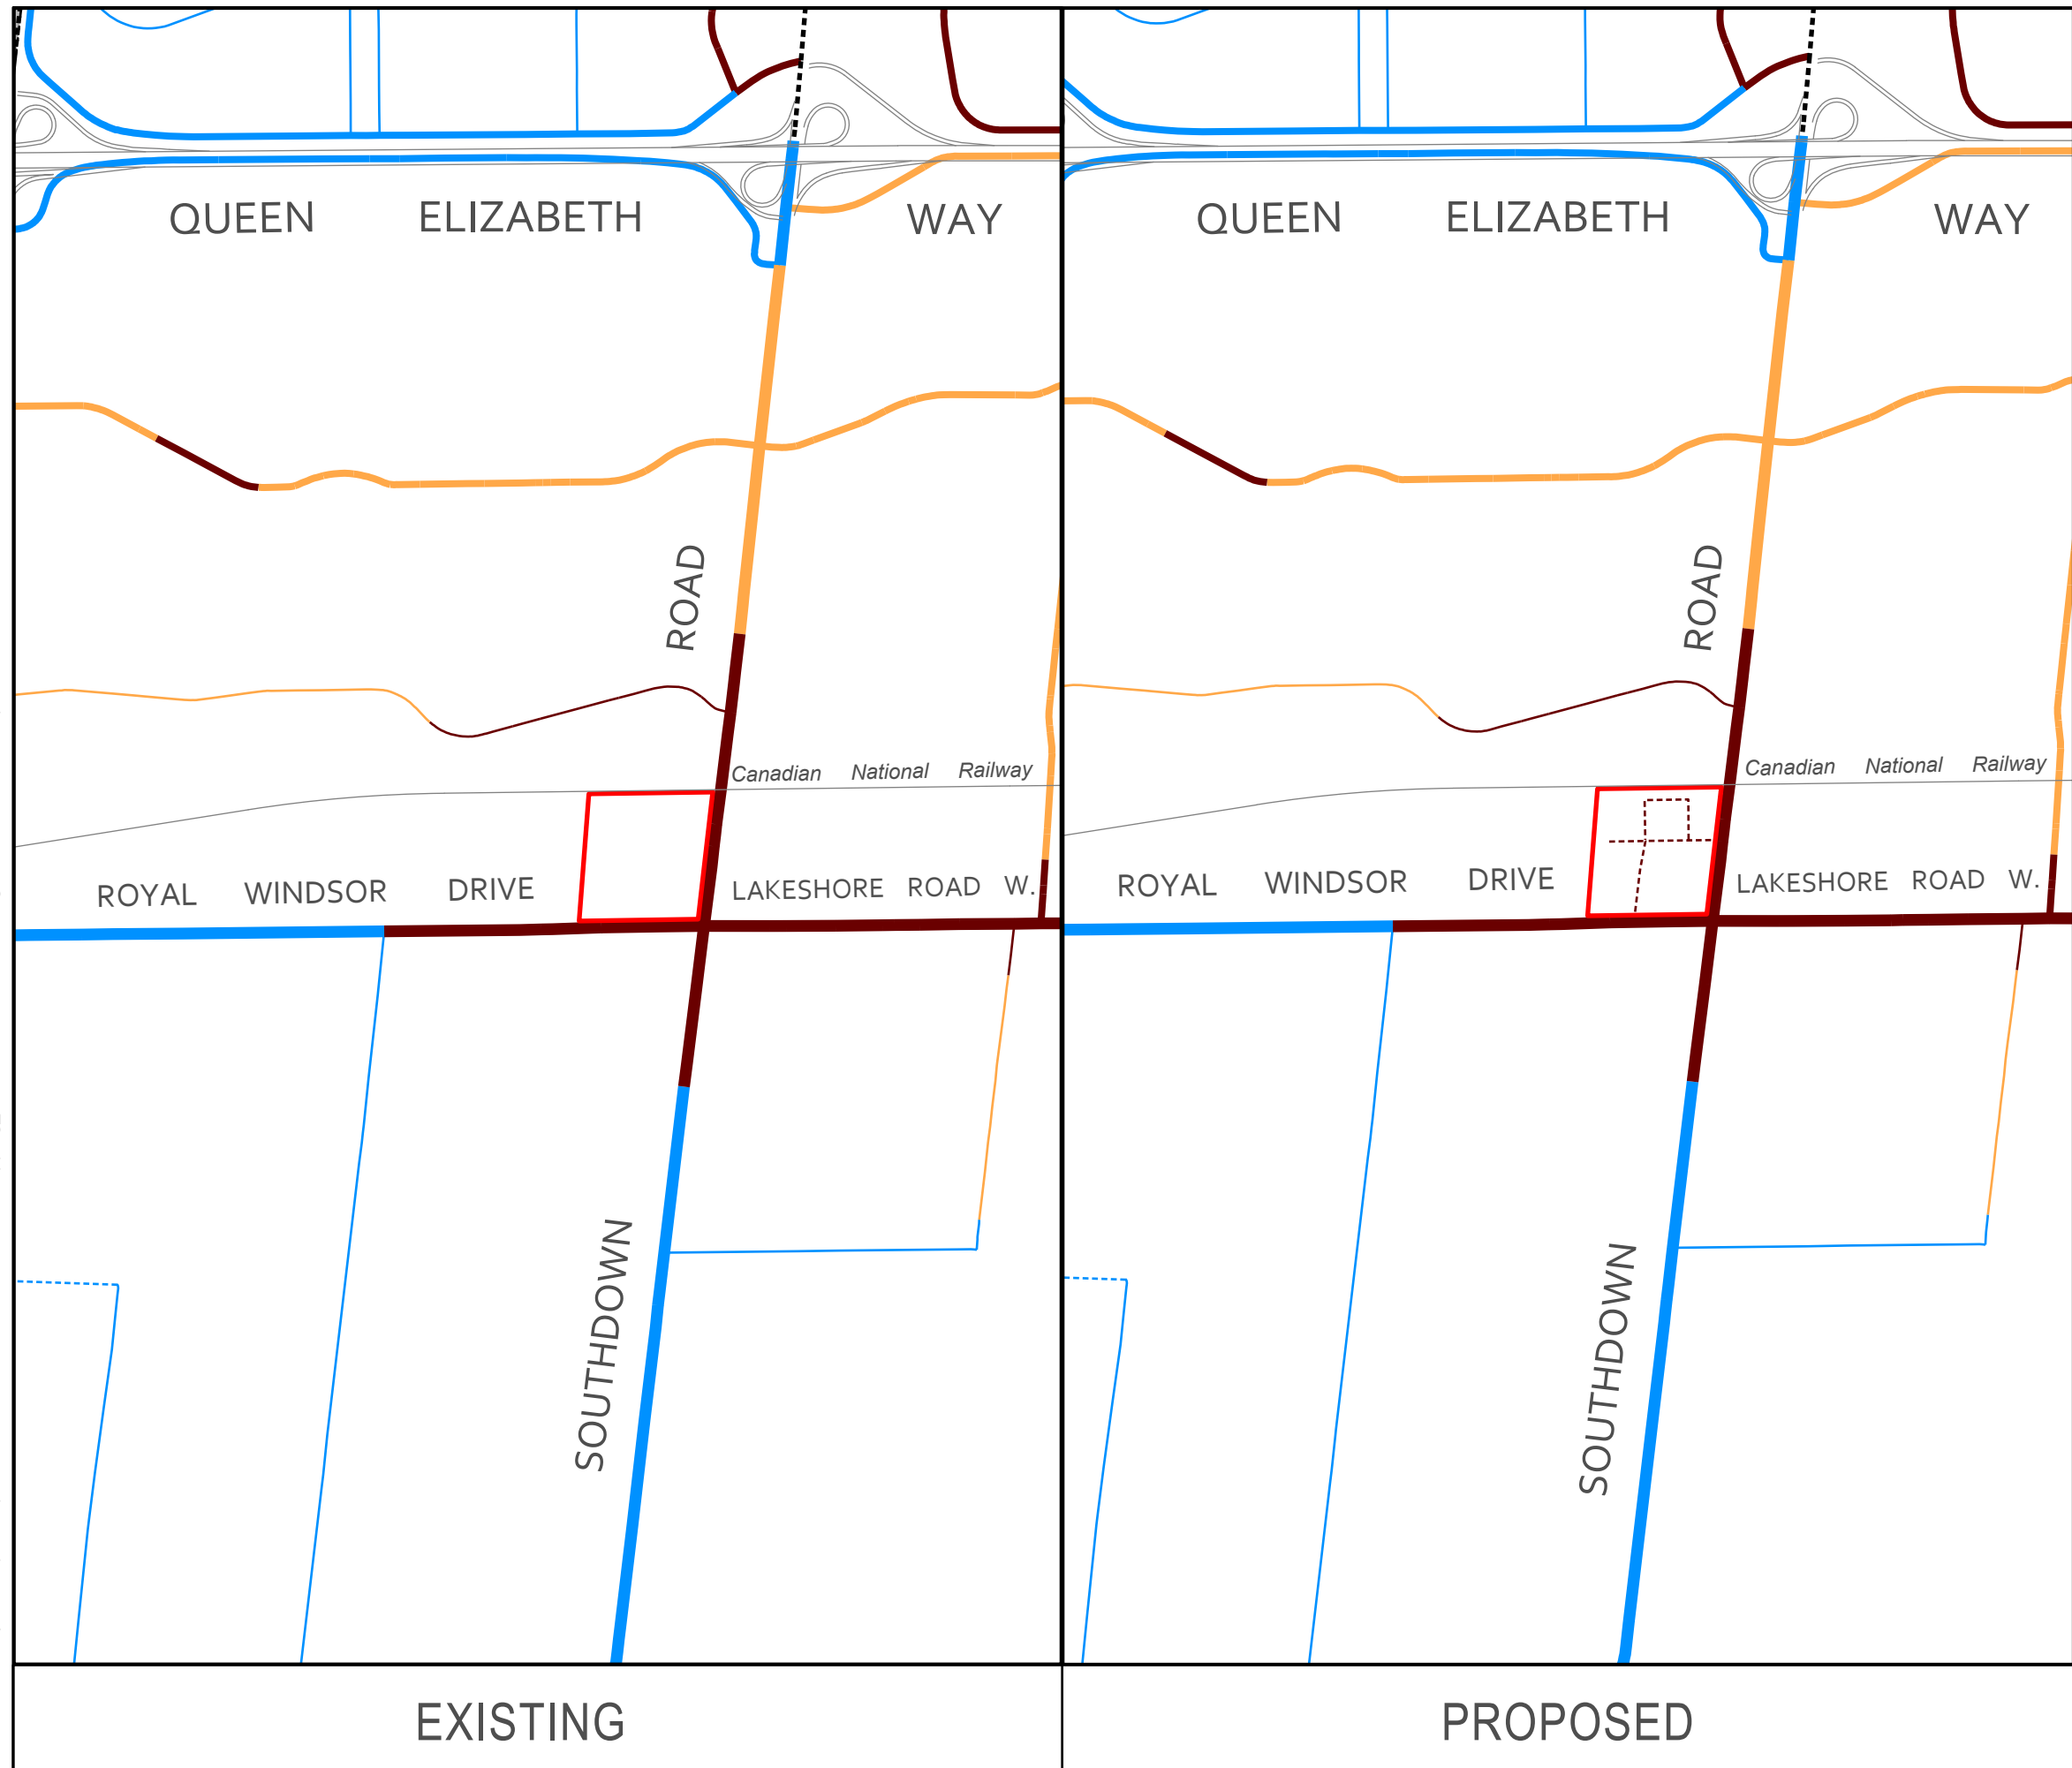 QUEEN ELIZABETH WAY
ROAD
Canadian National Railway
ROYAL WINDSOR DRIVE
LAKESHORE ROAD W.
SOUTHDOWN
EXISTING
QUEEN ELIZABETH WAY
ROAD
Canadian National Railway
ROYAL WINDSOR DRIVE
LAKESHORE ROAD W.
SOUTHDOWN
PROPOSED